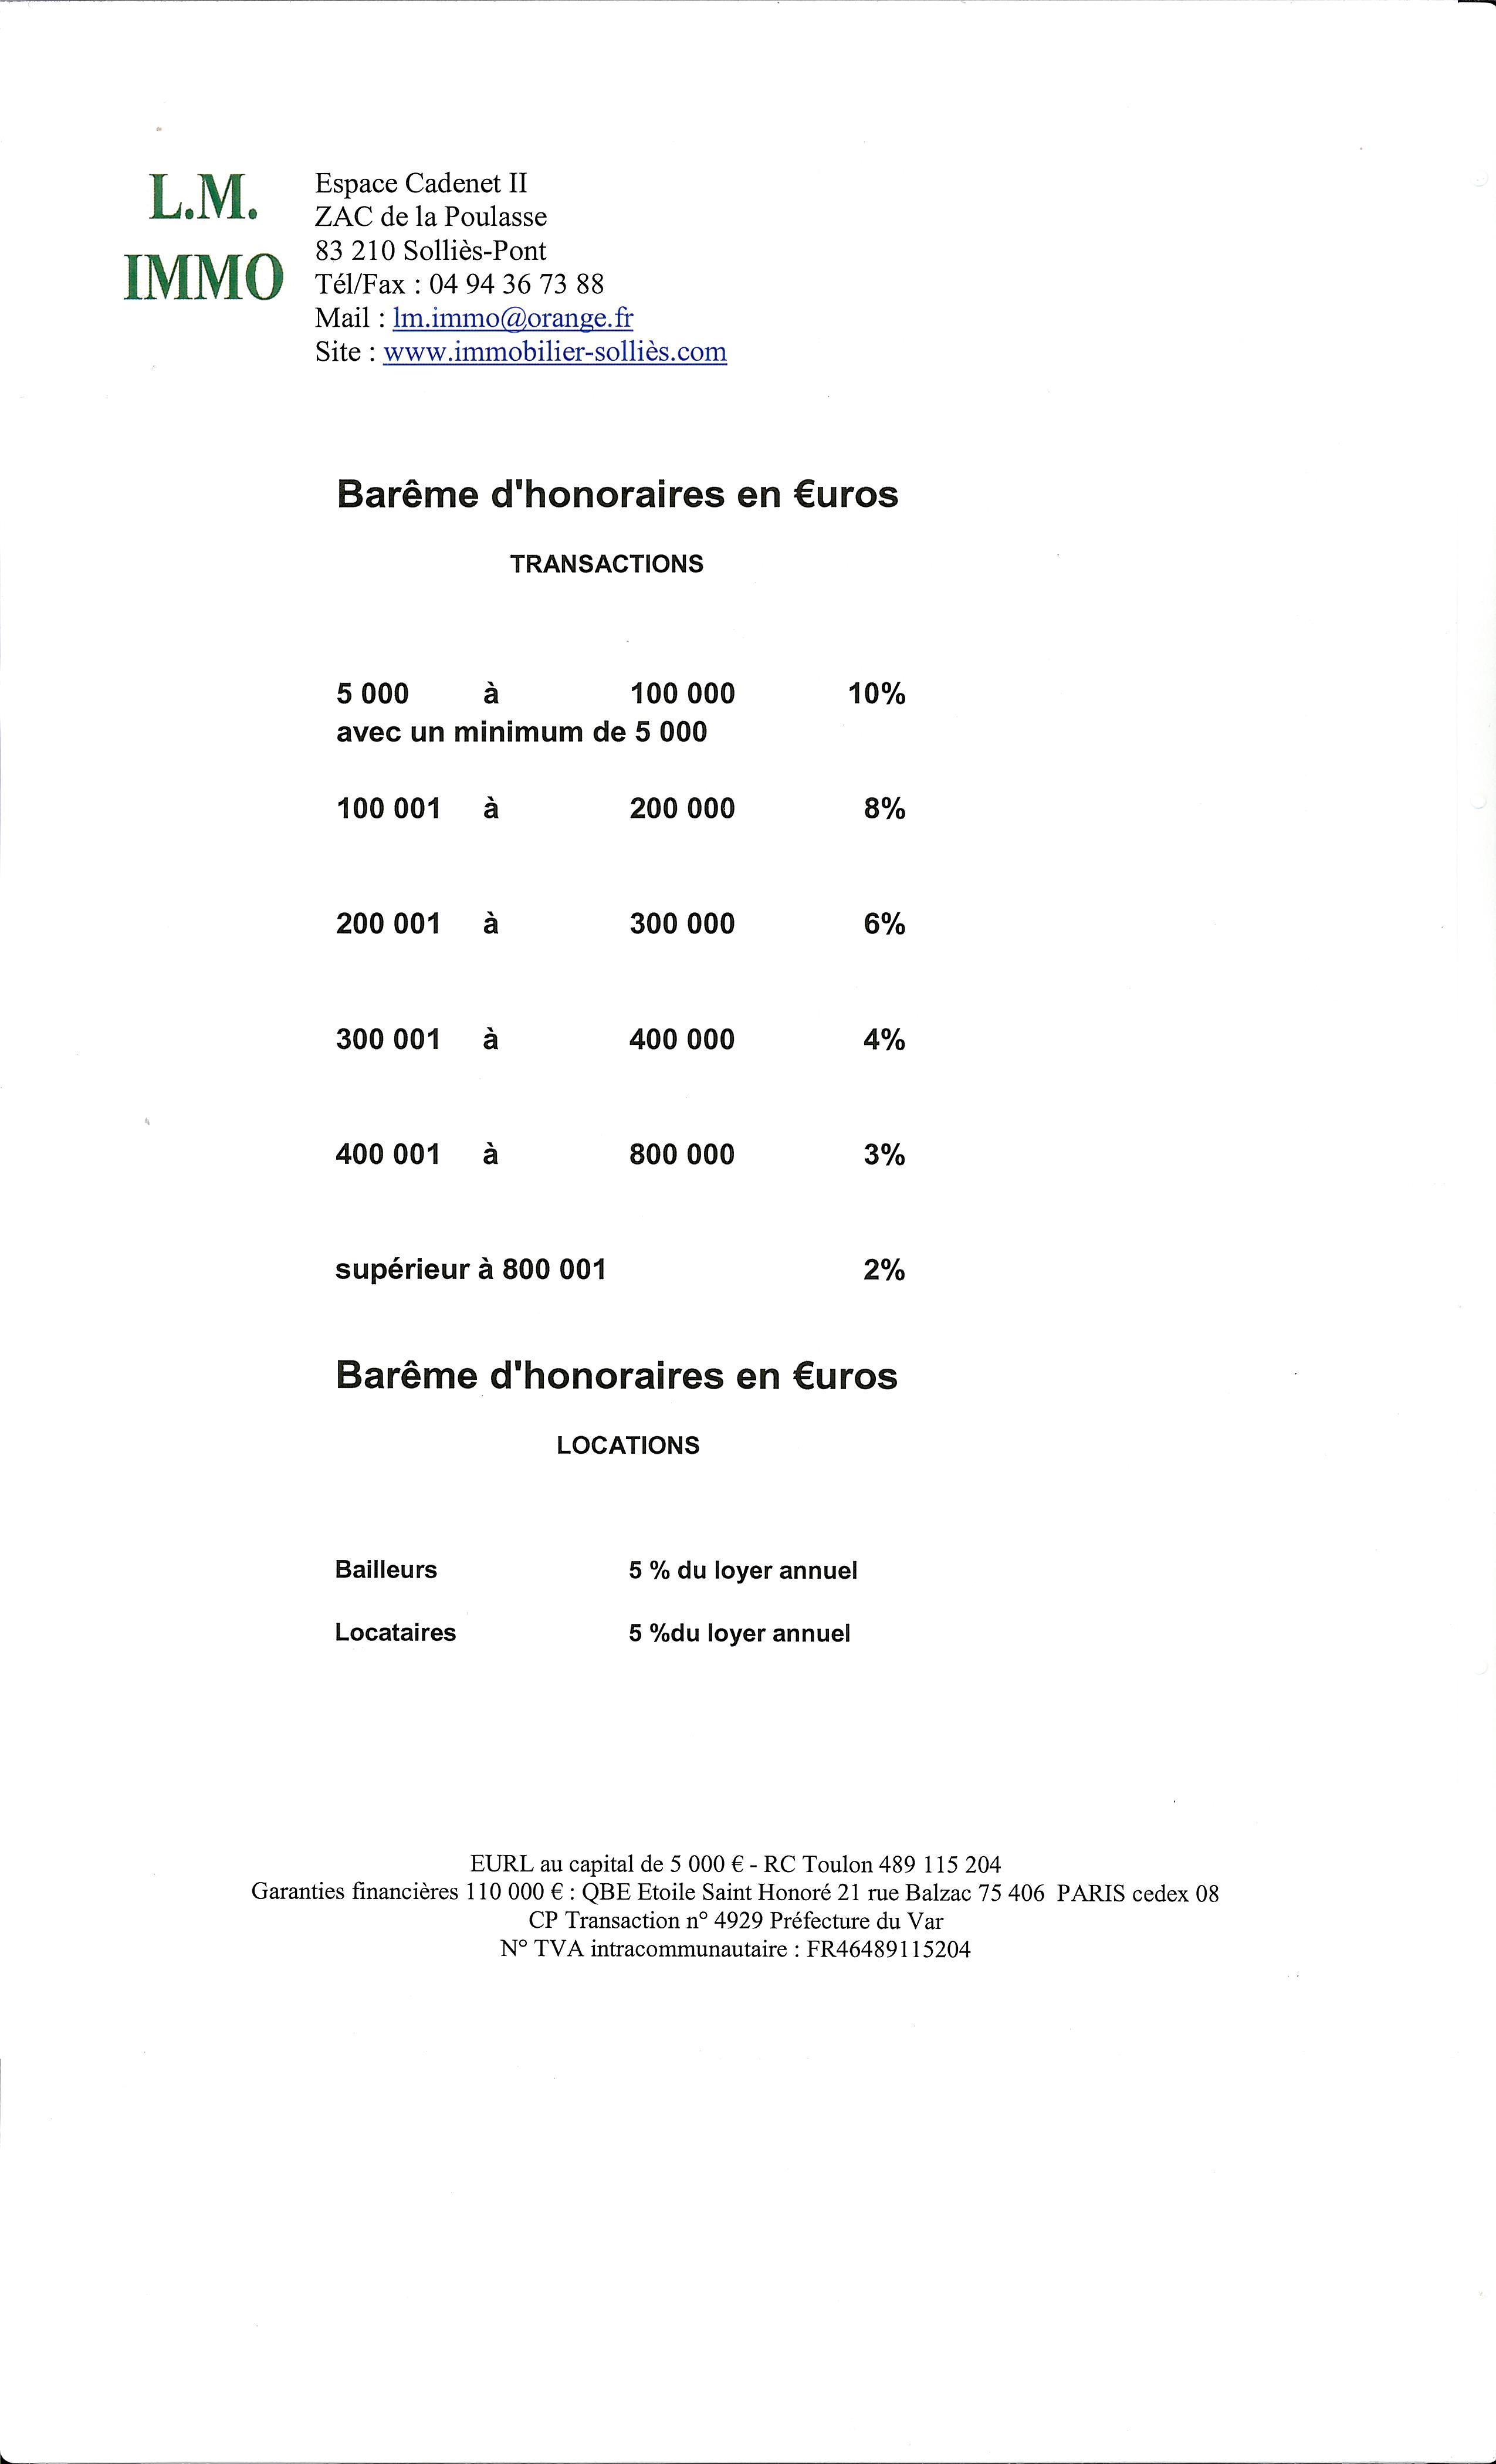 L.M.
IMMO
Espace Cadenet II
ZAC de la Poulasse
83 210 Solliès-Pont
Tél/Fax : 04 94 36 73 88
Mail : lm.immo@orange.fr
Site : www.immobilier-solliès.com
Barême d'honoraires en €uros
TRANSACTIONS
5 000 à 100 000 10%
avec un minimum de 5 000
100 001 à 200 000 8%
200 001 à 300 000 6%
300 001 à 400 000 4%
400 001 à 800 000 3%
supérieur à 800 001 2%
Barême d'honoraires en €uros
LOCATIONS
Bailleurs 5 % du loyer annuel
Locataires 5 %du loyer annuel
EURL au capital de 5 000 € - RC Toulon 489 115 204
Garanties financières 110 000 € : QBE Etoile Saint Honoré 21 rue Balzac 75 406 PARIS cedex 08
CP Transaction n° 4929 Préfecture du Var
N° TVA intracommunautaire : FR46489115204